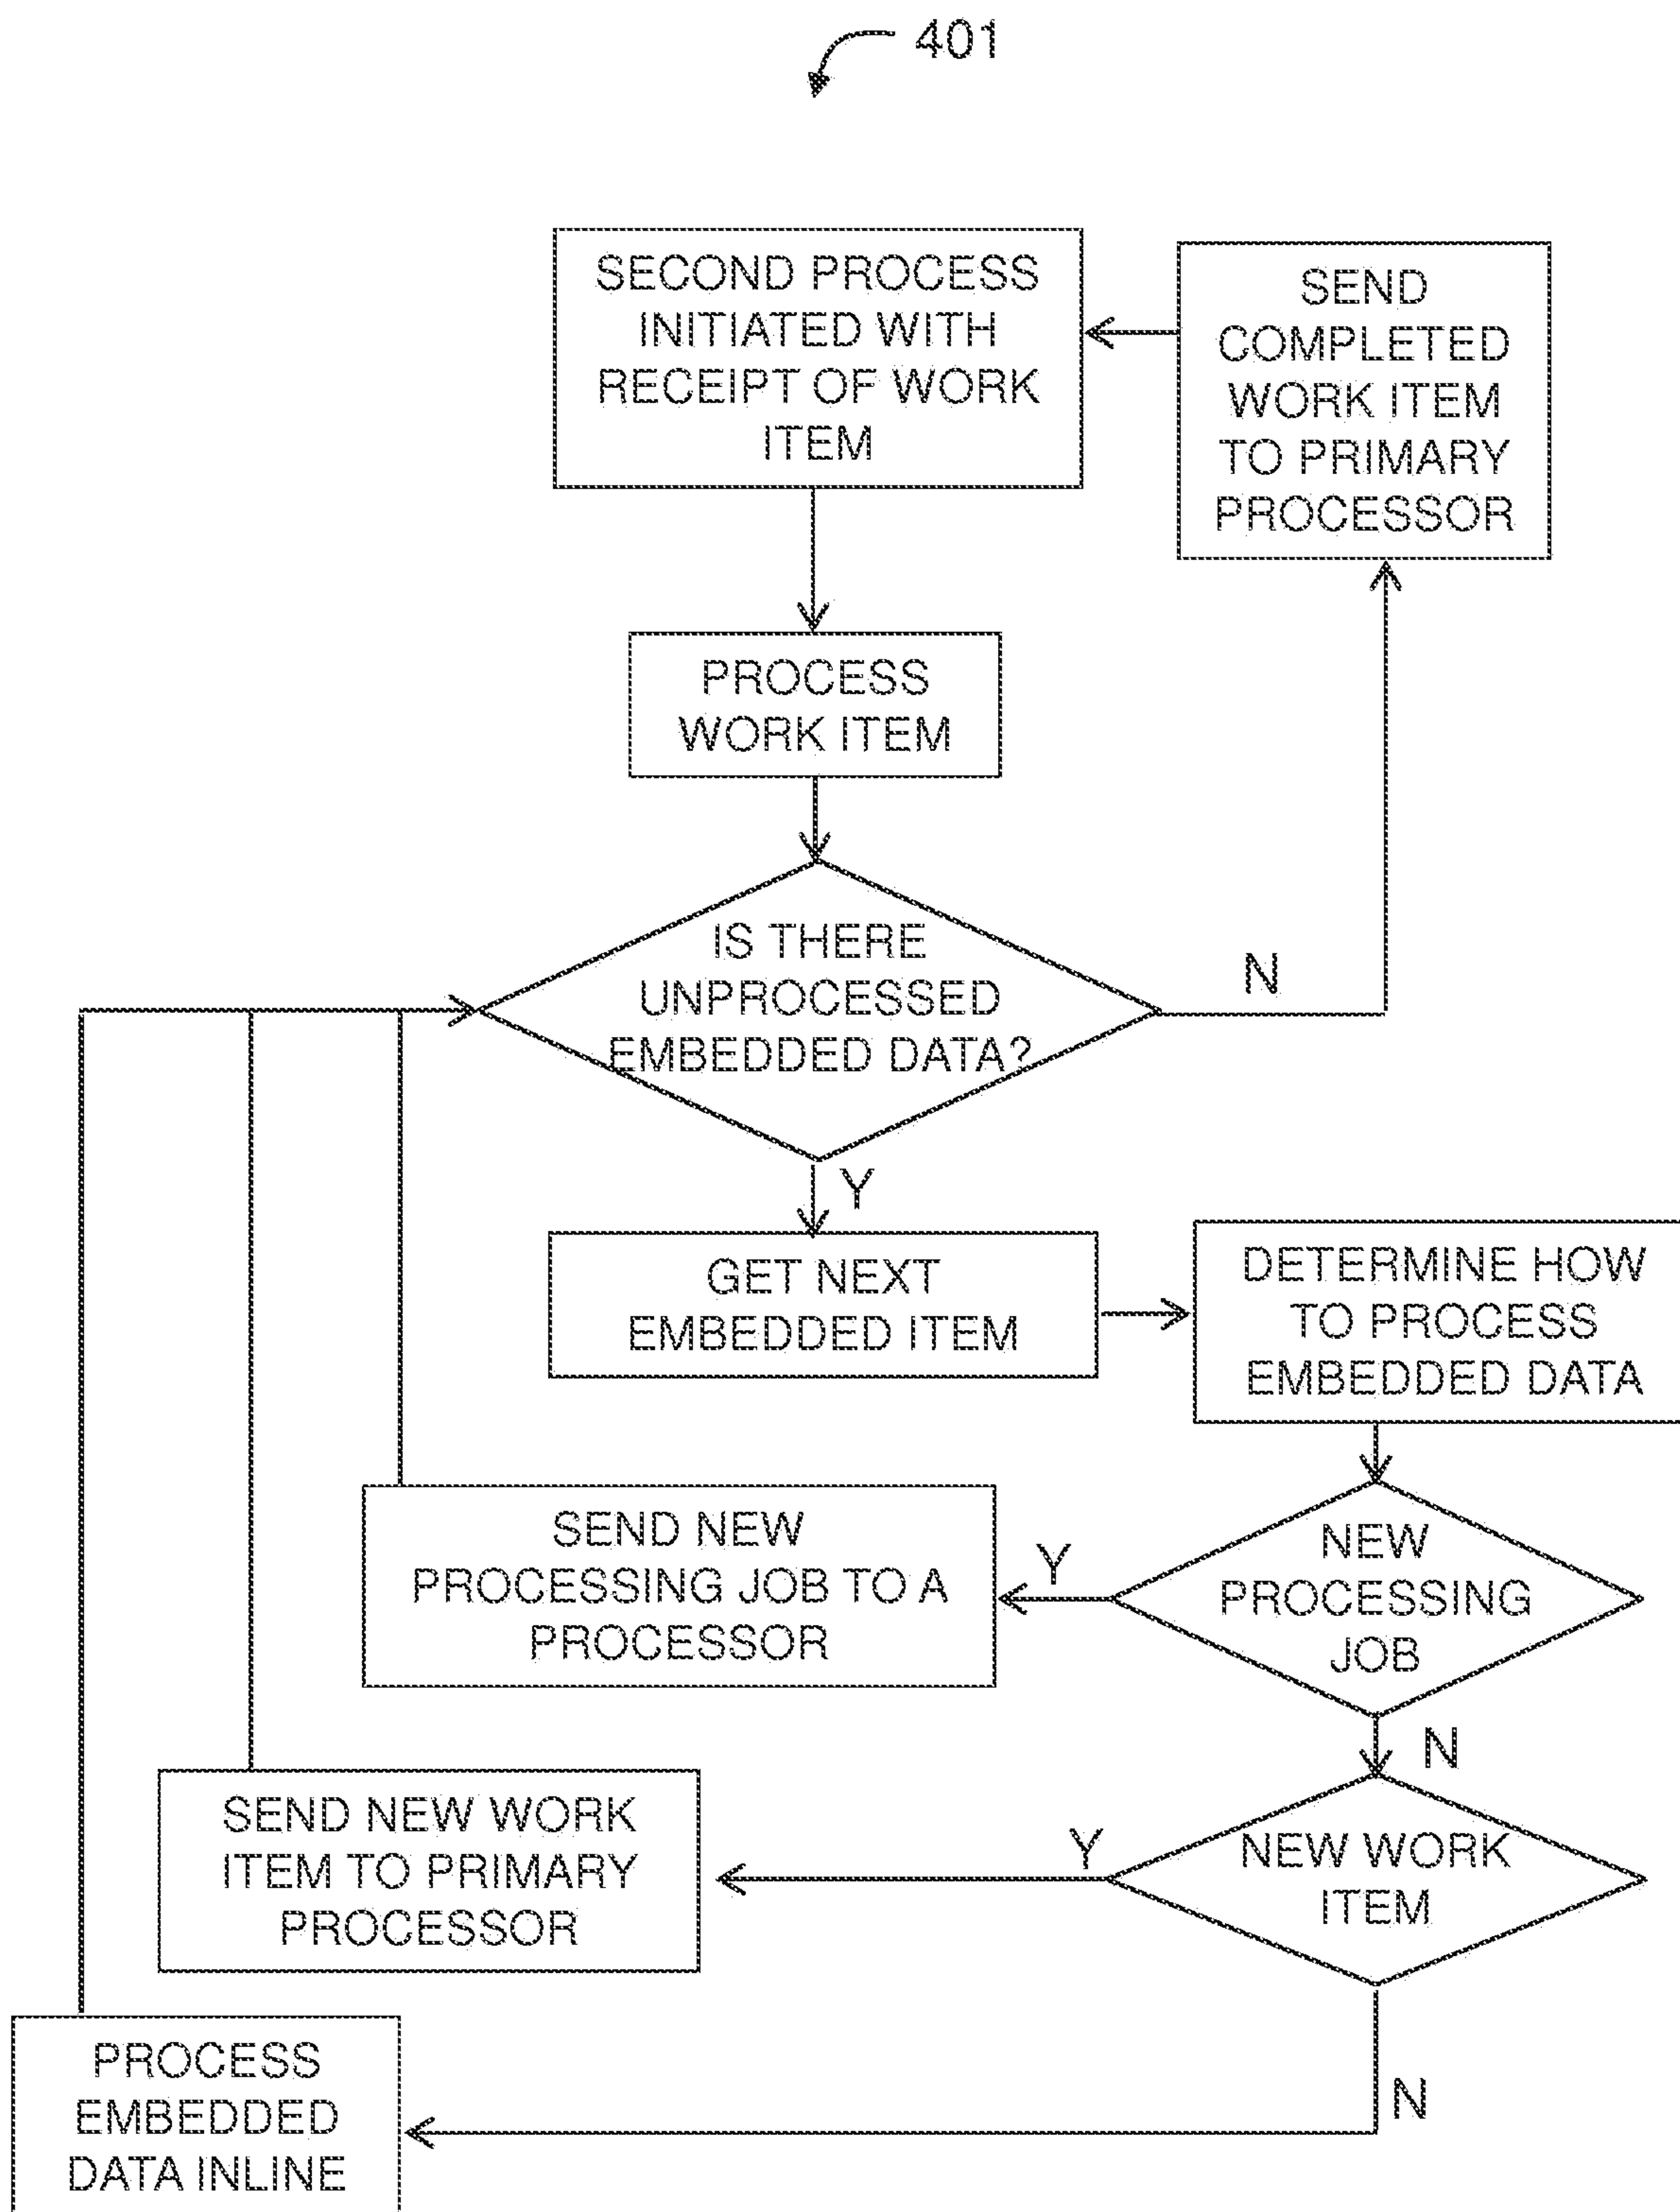 401
SECOND PROCESS
INITIATED WITH
RECEIPT OF WORK
ITEM
SEND
COMPLETED
WORK ITEM
TO PRIMARY
PROCESSOR
PROCESS
WORK ITEM
IS THERE
UNPROCESSED
EMBEDDED DATA?
N
Y
GET NEXT
EMBEDDED ITEM
DETERMINE HOW
TO PROCESS
EMBEDDED DATA
SEND NEW
PROCESSING JOB TO A
PROCESSOR
Y
NEW
PROCESSING
JOB
N
SEND NEW WORK
ITEM TO PRIMARY
PROCESSOR
Y
NEW WORK
ITEM
N
PROCESS
EMBEDDED
DATA INLINE